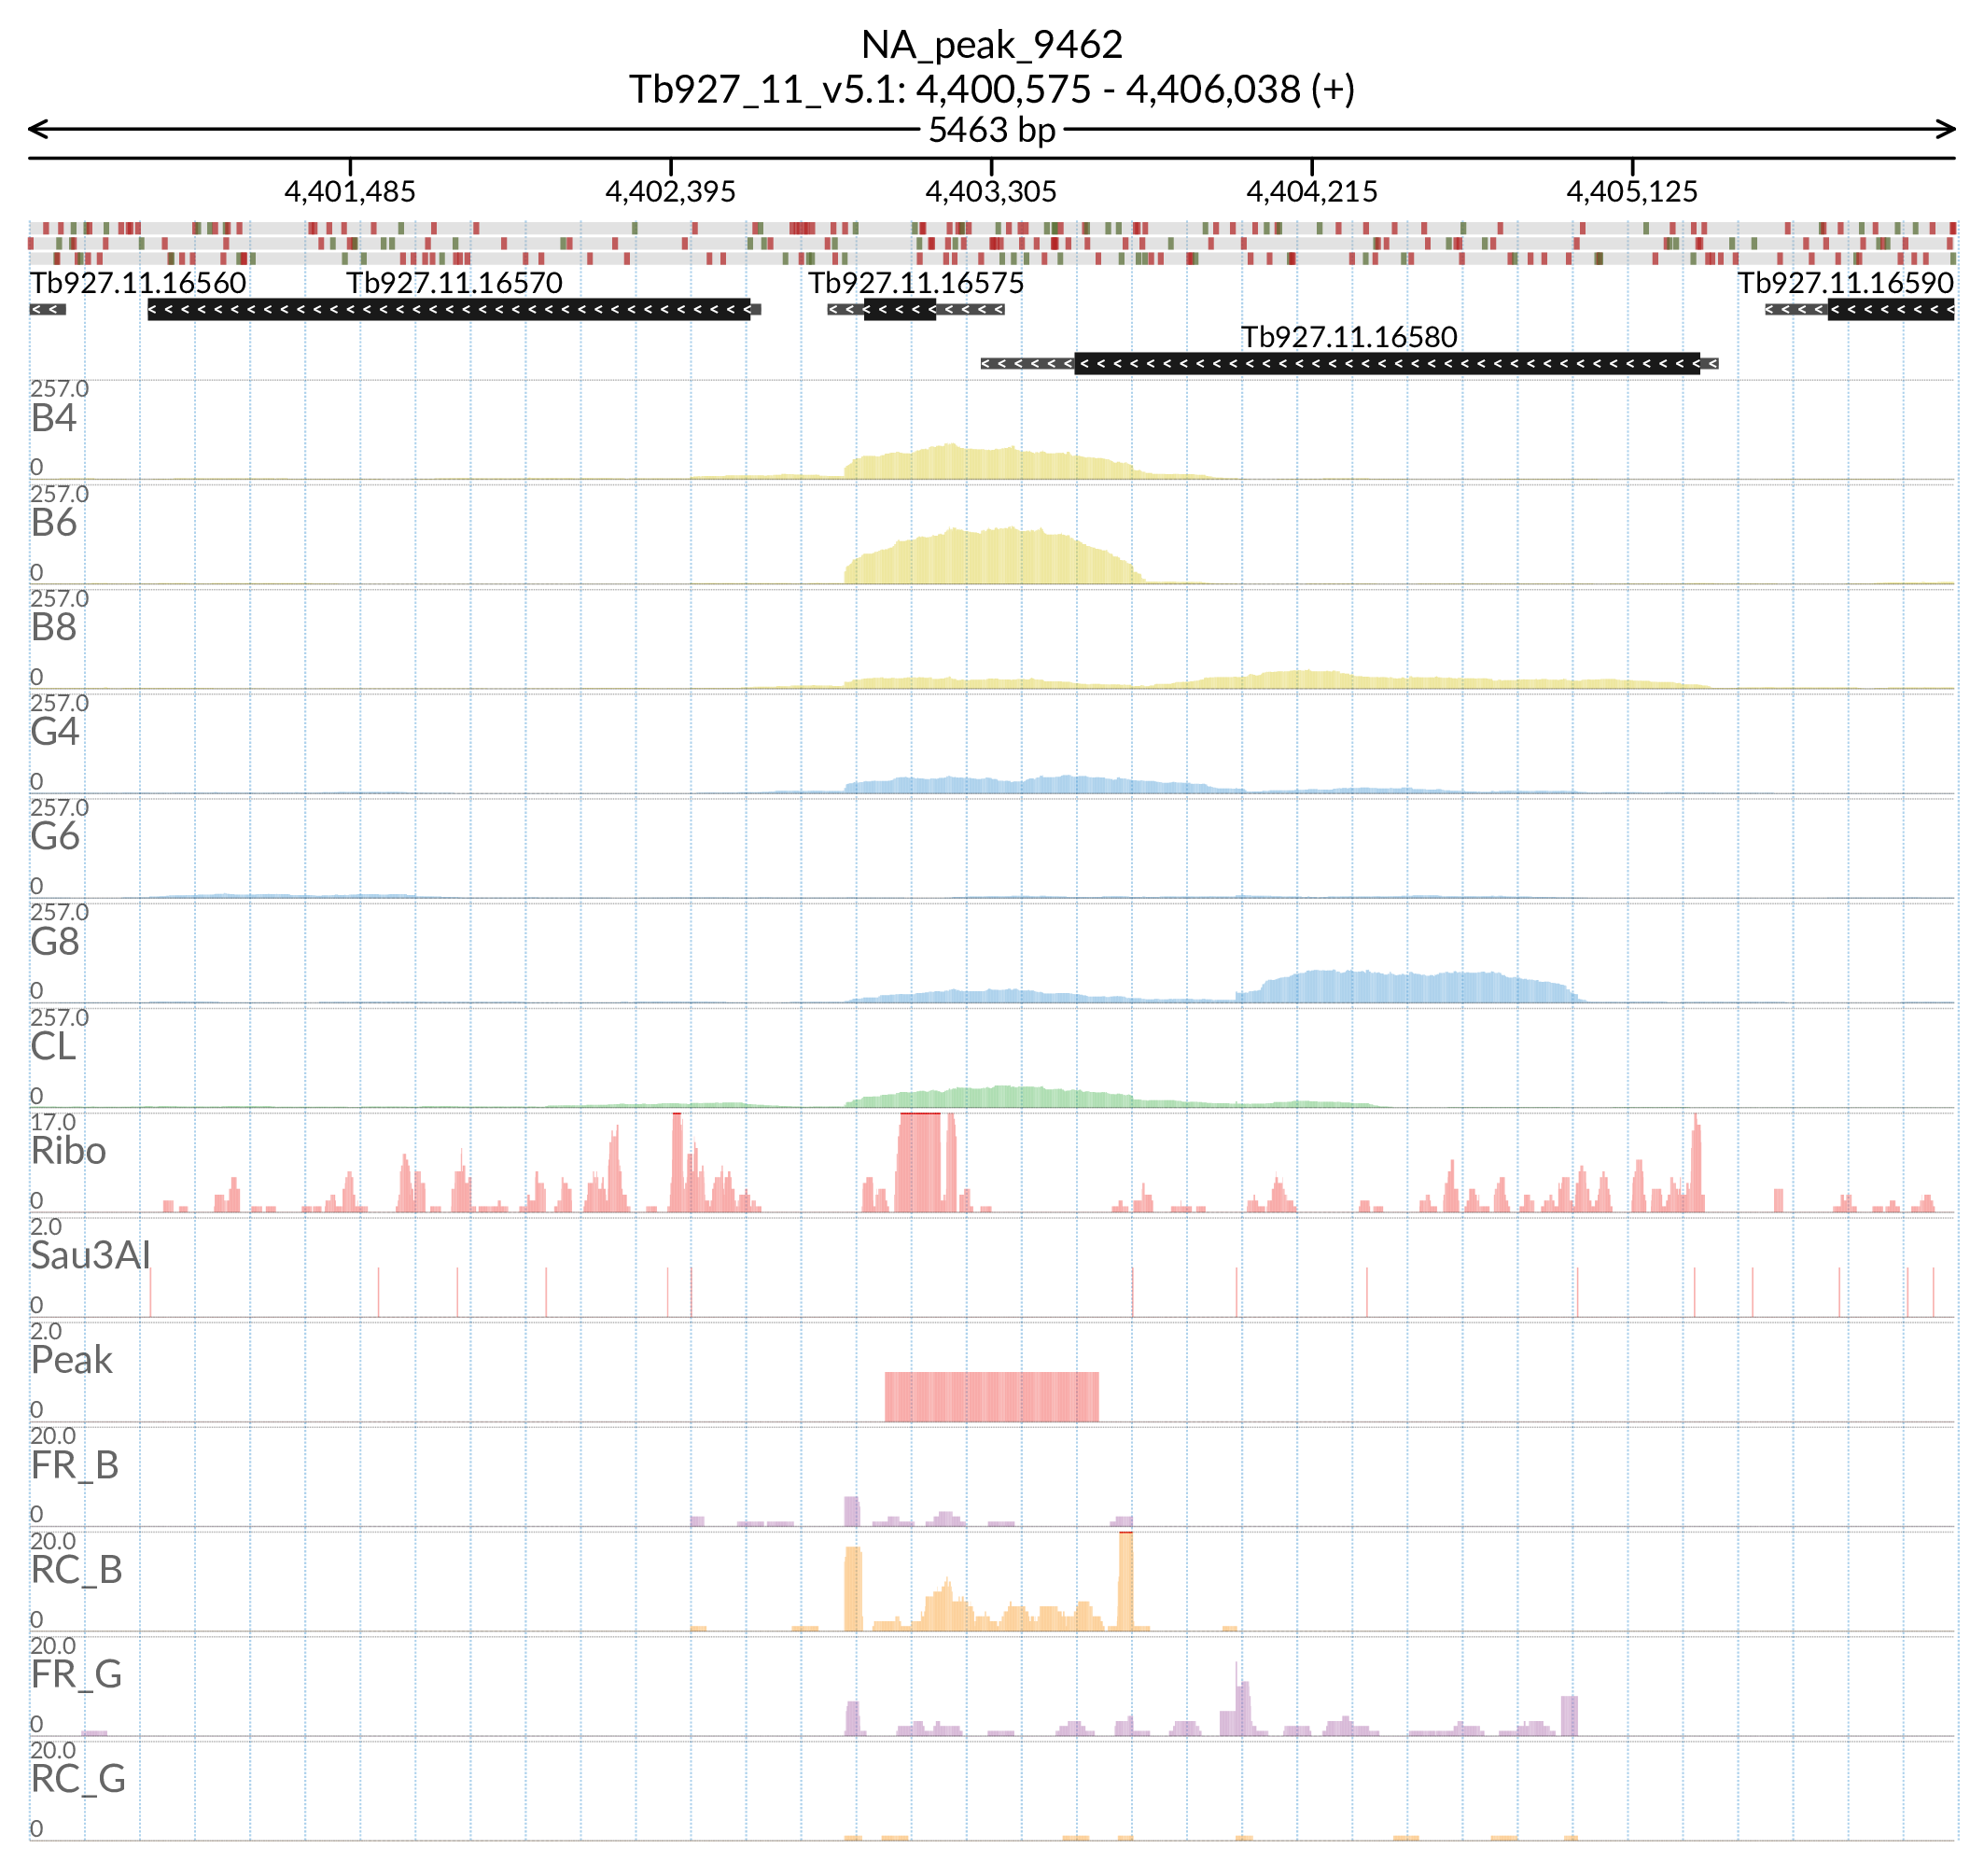 NA_peak_9462
Tb927_11_v5.1: 4,400,575 - 4,406,038 (+)
5463 bp
4,401,485 4,402,395 4,403,305 4,404,215 4,405,125
Tb927.11.16560 Tb927.11.16570 Tb927.11.16575 Tb927.11.16590
Tb927.11.16580
257.0
B4
0
257.0
B6
0
257.0
B8
0
257.0
G4
0
257.0
G6
0
257.0
G8
0
257.0
CL
0
17.0
Ribo
0
2.0
Sau3AI
0
2.0
Peak
0
20.0
FR_B
0
20.0
RC_B
0
20.0
FR_G
0
20.0
RC_G
0